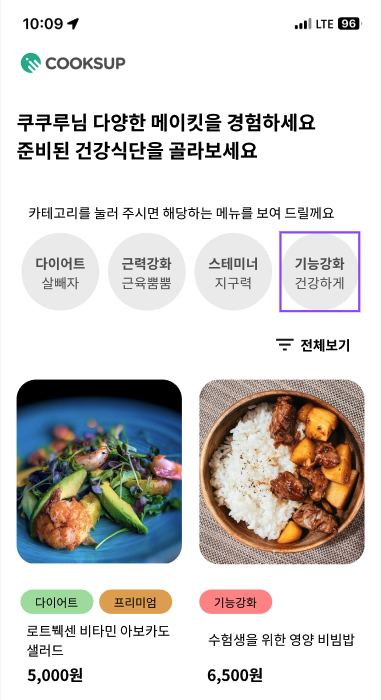 10:09 LTE 96
COOKSUP
쿠쿠루님 다양한 메이킷을 경험하세요
준비된 건강식단을 골라보세요
카테고리를 눌러 주시면 해당하는 메뉴를 보여 드릴께요
다이어트 근력강화 스테미너 기능강화
살빼자 근육뿜뿜 지구력 건강하게
전체보기
다이어트 프리미엄 기능강화
로트쀅센 비타민 아보카도
샐러드
수험생을 위한 영양 비빔밥
5,000원 6,500원